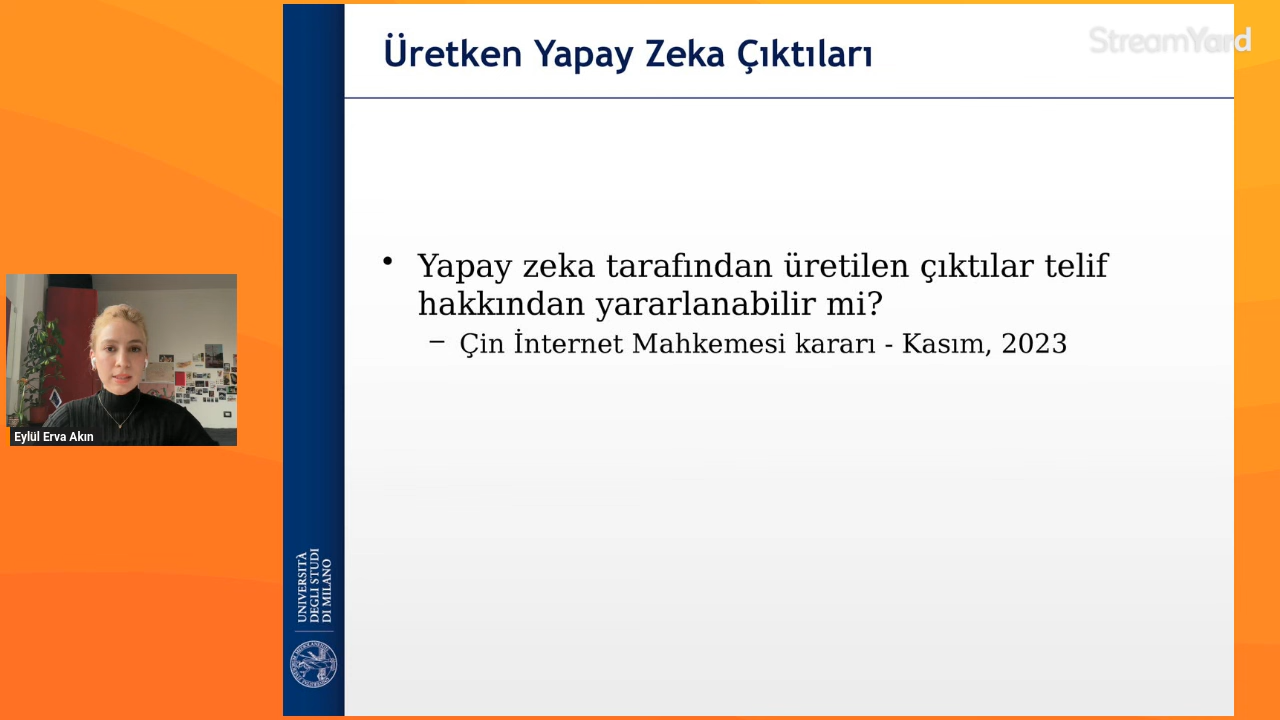 Üretken Yapay Zeka Çıktıları
StreamYard
• Yapay zeka tarafından üretilen çıktılar telif
hakkından yararlanabilir mi?
– Çin İnternet Mahkemesi kararı - Kasım, 2023
Eylül Erva Akın
UNIVERSITÀ
DEGLI STUDI
DI MILANO